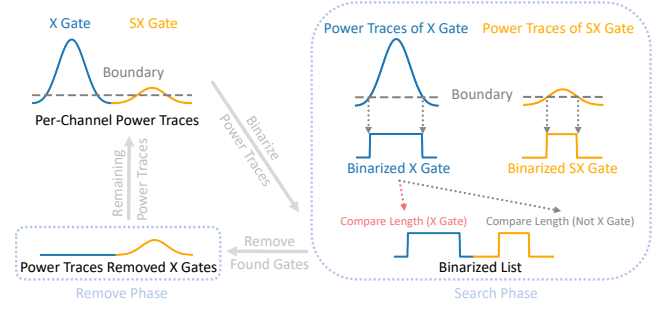 X Gate
SX Gate
Boundary
Per-Channel Power Traces
Binarize
Power Traces
Remaining
Power Traces
Power Traces Removed X Gates
Remove Phase
Remove
Found Gates
Power Traces of X Gate
Power Traces of SX Gate
Boundary
Binarized X Gate
Binarized SX Gate
Compare Length (X Gate)
Compare Length (Not X Gate)
Binarized List
Search Phase